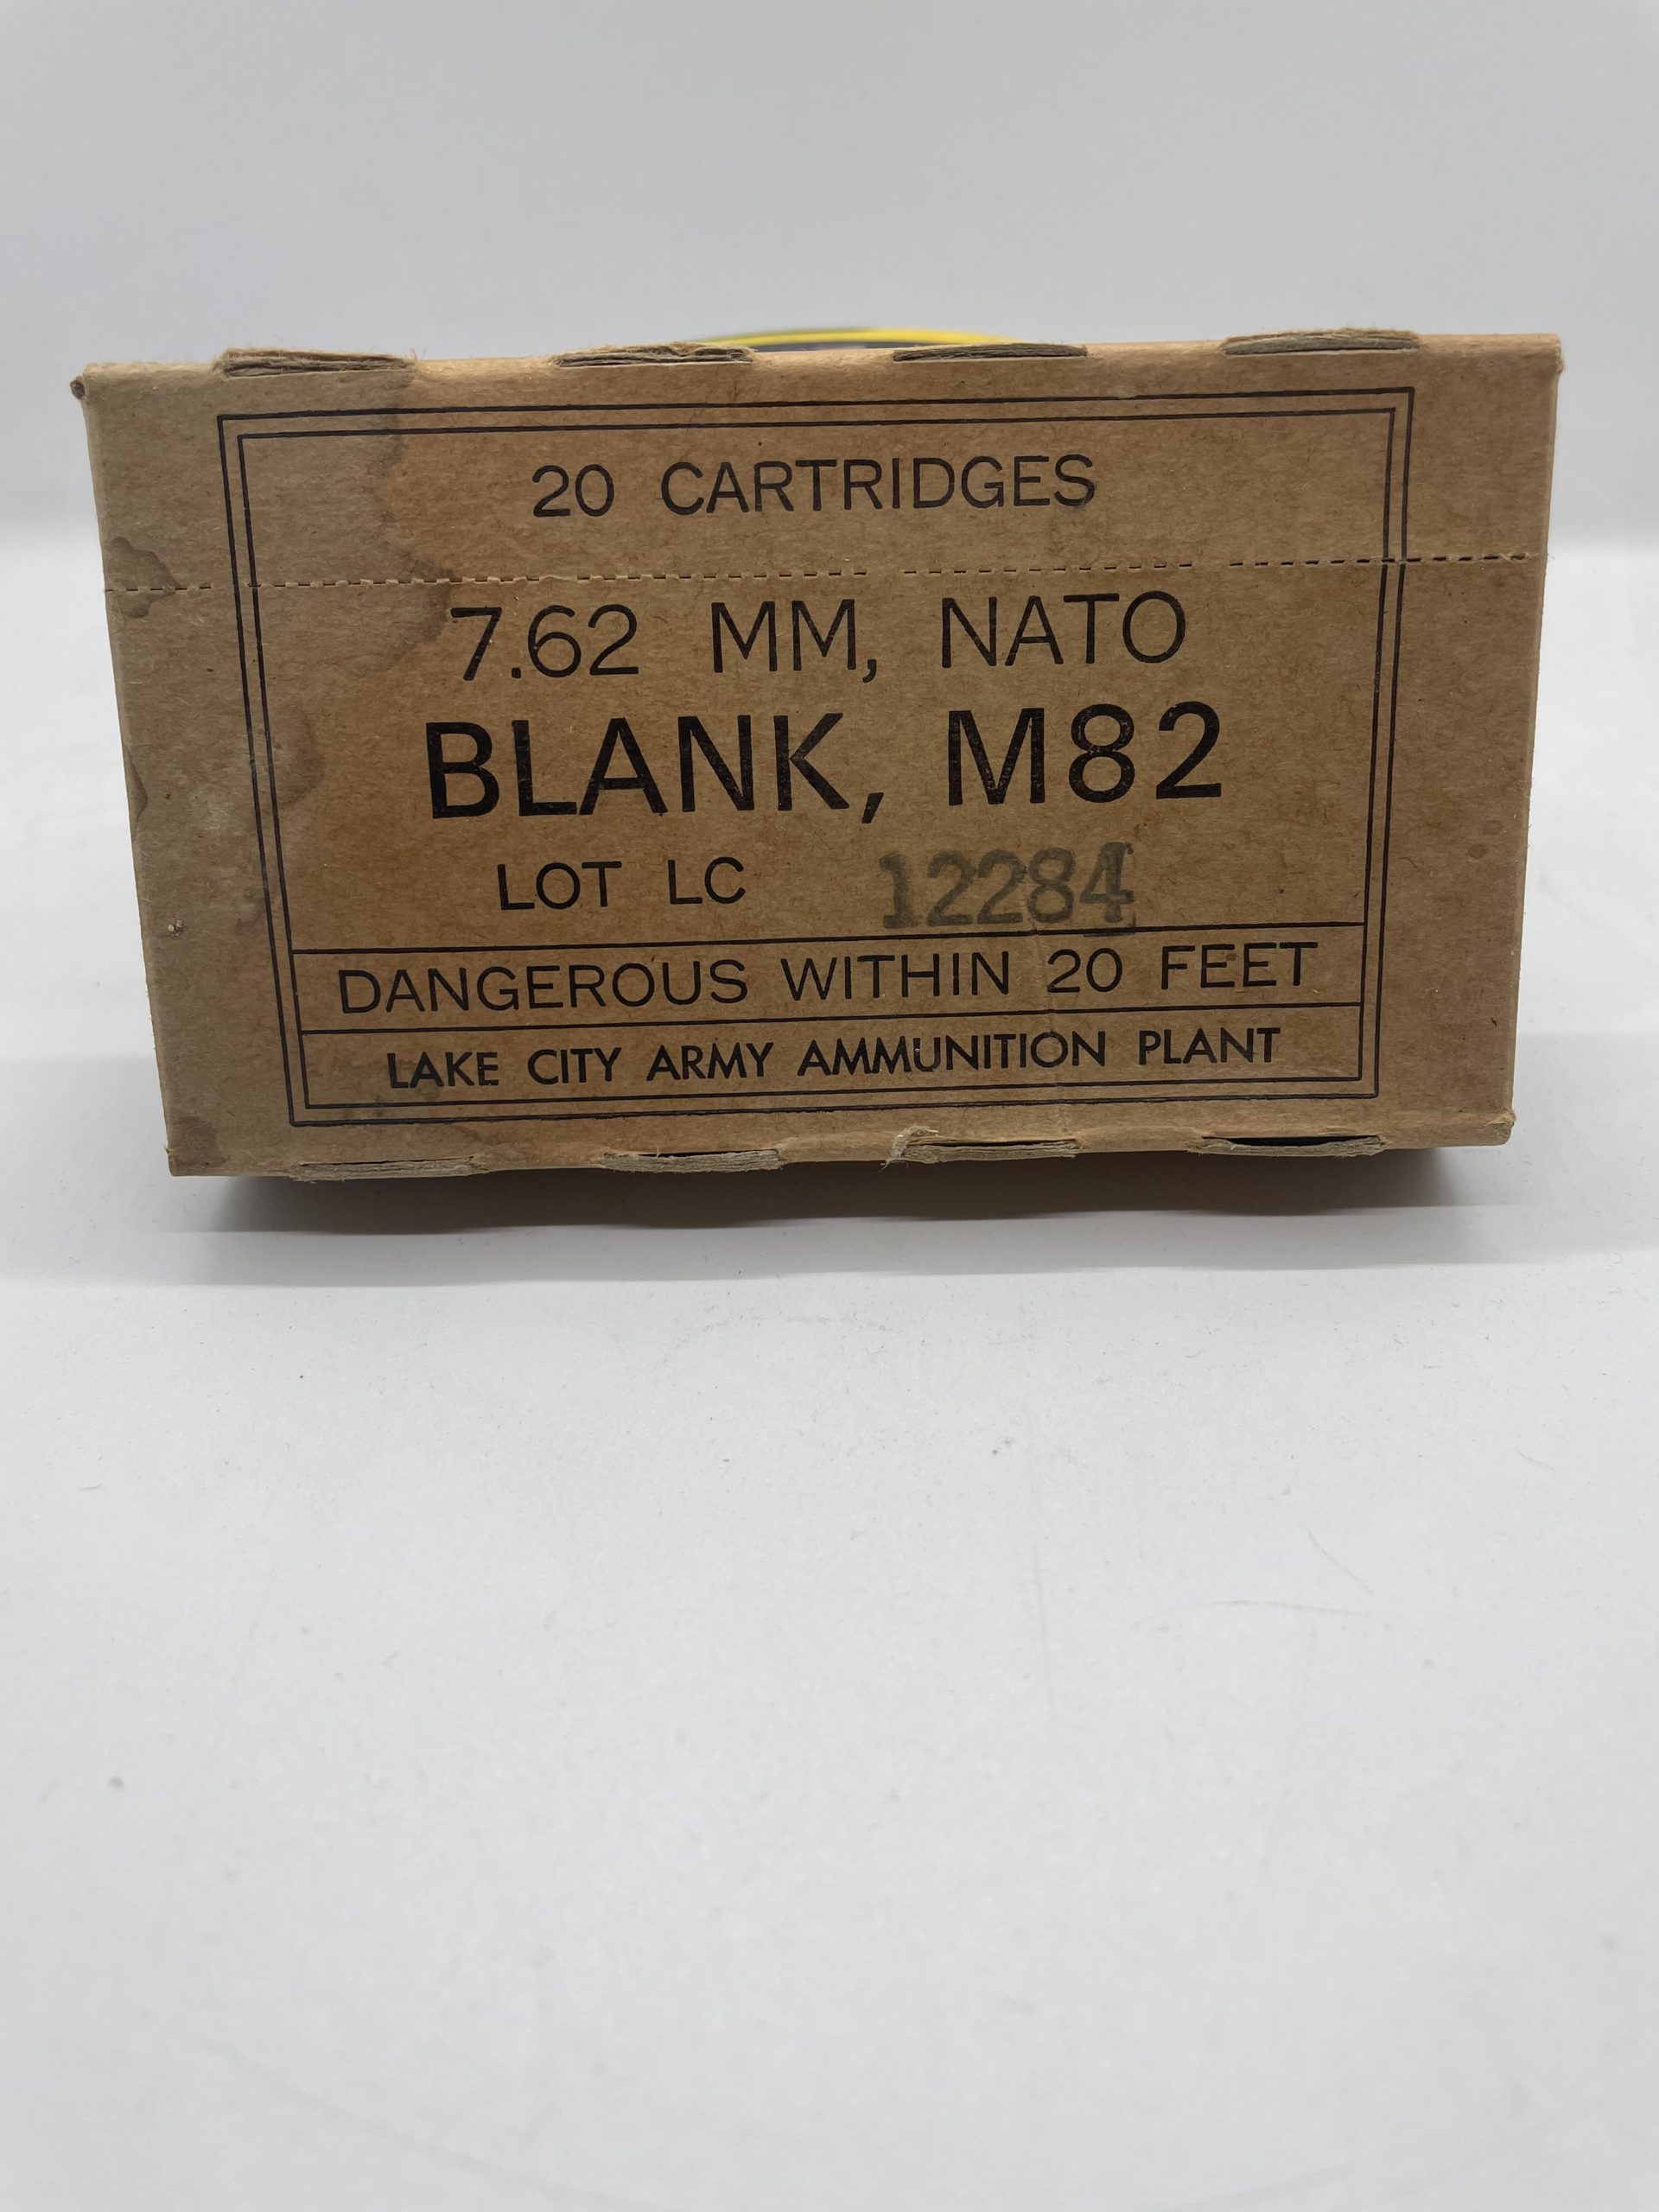 20 CARTRIDGES
7.62 MM, NATO
BLANK, M82
LOT LC 12284
DANGEROUS WITHIN 20 FEET
LAKE CITY ARMY AMMUNITION PLANT